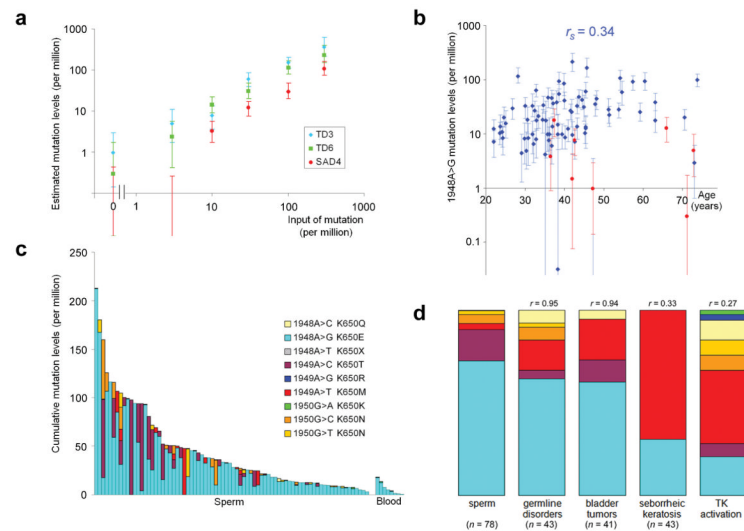 a
Estimated mutation levels (per million)
1000
100
10
1
TD3
TD6
SAD4
0 1 10 100 1000
Input of mutation
(per million)
b
rs = 0.34
1948A>G mutation levels (per million)
1000
100
10
1
0.1
20 30 40 50 60 70 Age
(years)
c
Cumulative mutation levels (per million)
250
200
150
100
50
0
1948A>C K650Q
1948A>G K650E
1948A>T K650X
1949A>C K650T
1949A>G K650R
1949A>T K650M
1950G>A K650K
1950G>C K650N
1950G>T K650N
Sperm Blood
d
r = 0.95 r = 0.94 r = 0.33 r = 0.27
sperm germline bladder seborrheic TK
disorders tumors keratosis activation
(n = 78) (n = 43) (n = 41) (n = 43)